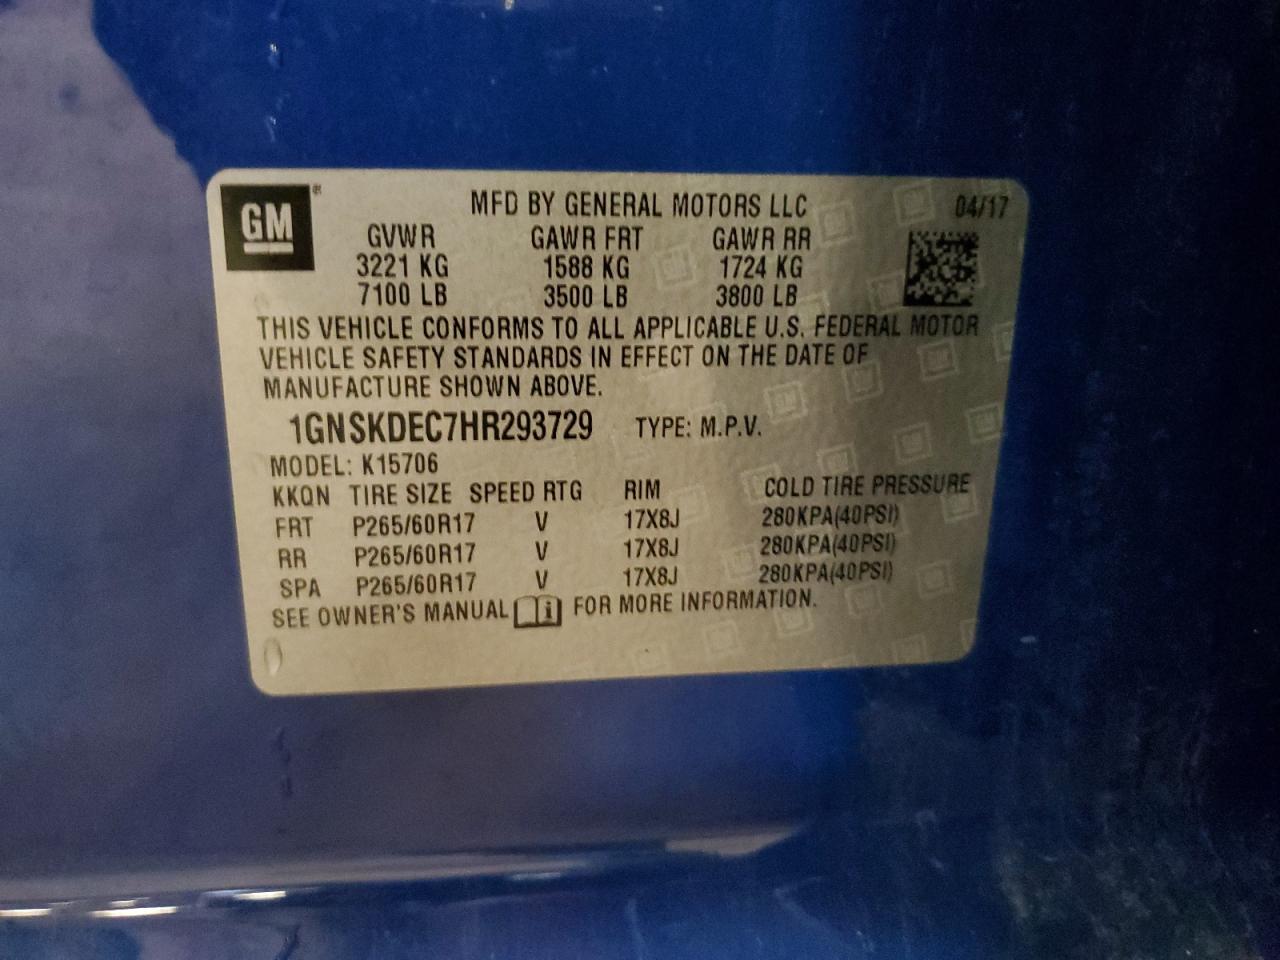 GM®
MFD BY GENERAL MOTORS LLC 04/17
GVWR GAWR FRT GAWR RR
3221 KG 1588 KG 1724 KG
7100 LB 3500 LB 3800 LB
THIS VEHICLE CONFORMS TO ALL APPLICABLE U.S. FEDERAL MOTOR
VEHICLE SAFETY STANDARDS IN EFFECT ON THE DATE OF
MANUFACTURE SHOWN ABOVE.
1GNSKDEC7HR293729 TYPE: M.P.V.
MODEL: K15706
KKQN TIRE SIZE SPEED RTG RIM COLD TIRE PRESSURE
FRT P265/60R17 V 17X8J 280KPA(40PSI)
RR P265/60R17 V 17X8J 280KPA(40PSI)
SPA P265/60R17 V 17X8J 280KPA(40PSI)
SEE OWNER'S MANUAL i FOR MORE INFORMATION.